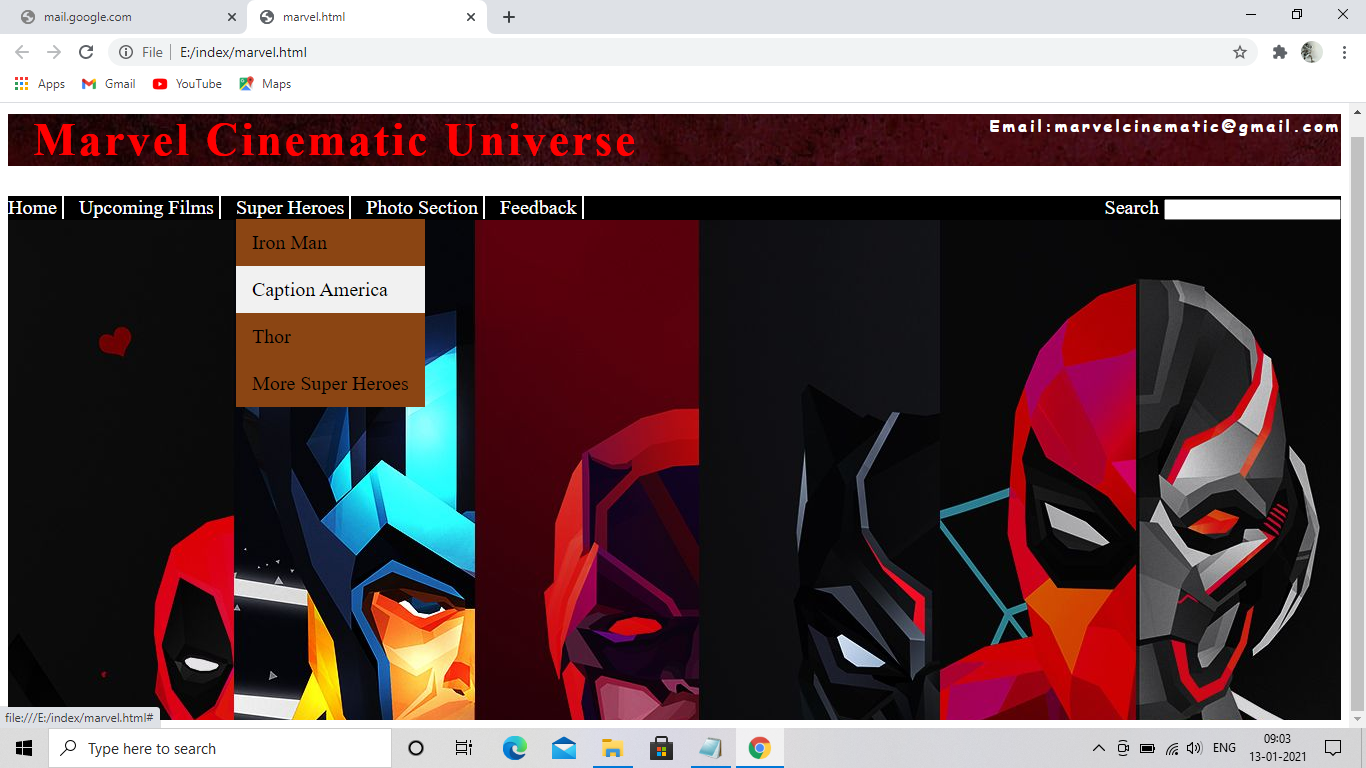 mail.google.com
marvel.html
File
E:/index/marvel.html
Apps
Gmail
YouTube
Maps
Marvel Cinematic Universe
Email:marvelcinematic@gmail.com
Home
Upcoming Films
Super Heroes
Photo Section
Feedback
Search
Iron Man
Caption America
Thor
More Super Heroes
file:///E:/index/marvel.html#
Type here to search
ENG
09:03
13-01-2021